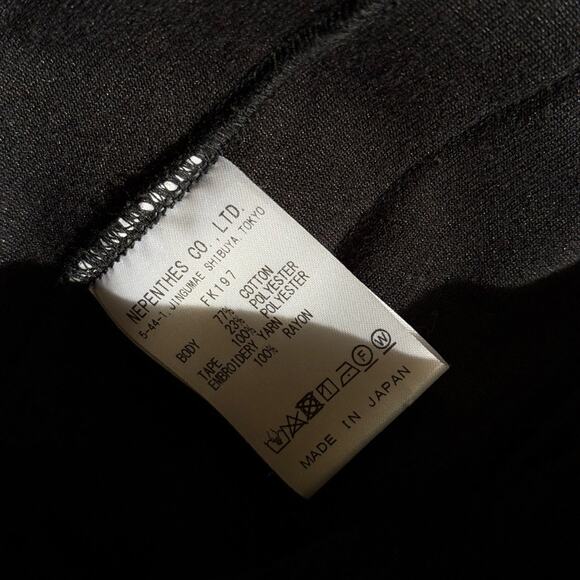 NEPENTHES CO., LTD.
5-44-1, JINGUMAE SHIBUYA, TOKYO
FK197
BODY 77% COTTON
23% POLYESTER
TAPE 100% POLYESTER
EMBROIDERY YARN
100% RAYON
F W
MADE IN JAPAN